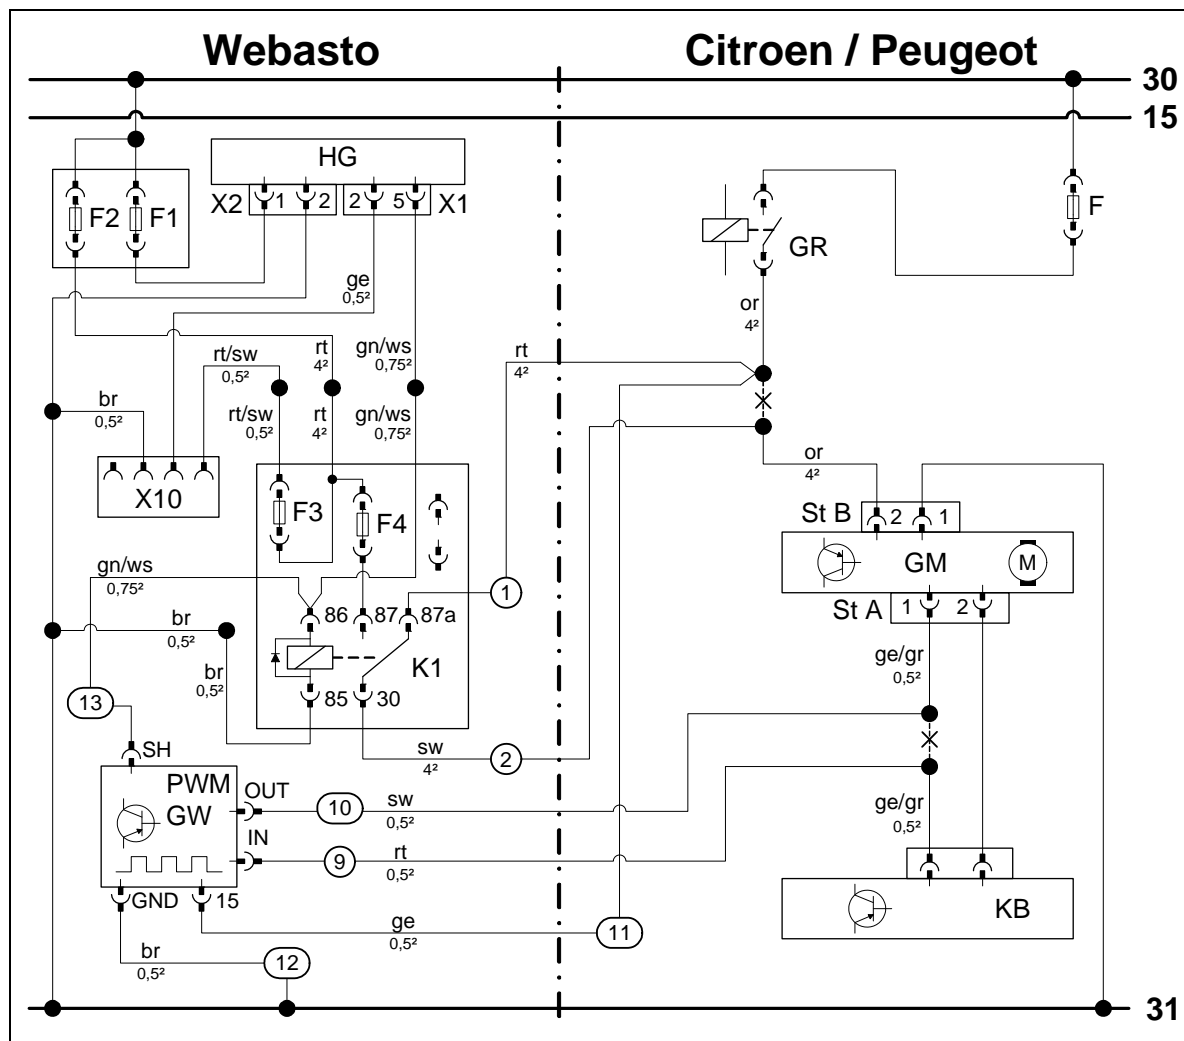 Webasto Citroen / Peugeot
30
15
HG
X2 1 2 2 5 X1
F2 F1 F
GR
ge
0,5²
or
4²
rt/sw
0,5²
rt
4²
gn/ws
0,75²
rt
4²
br
0,5²
rt/sw
0,5²
rt
4²
gn/ws
0,75²
or
4²
X10
F3 F4
St B 2 1
GM M
gn/ws
0,75²
1
St A 1 2
86 87 87a
br
0,5²
K1
br
0,5²
ge/gr
0,5²
13
85 30
SH
sw
4²
2
PWM
GW
OUT
10
sw
0,5²
IN
9
rt
0,5²
ge/gr
0,5²
GND 15
KB
ge
0,5²
11
br
0,5²
12
31